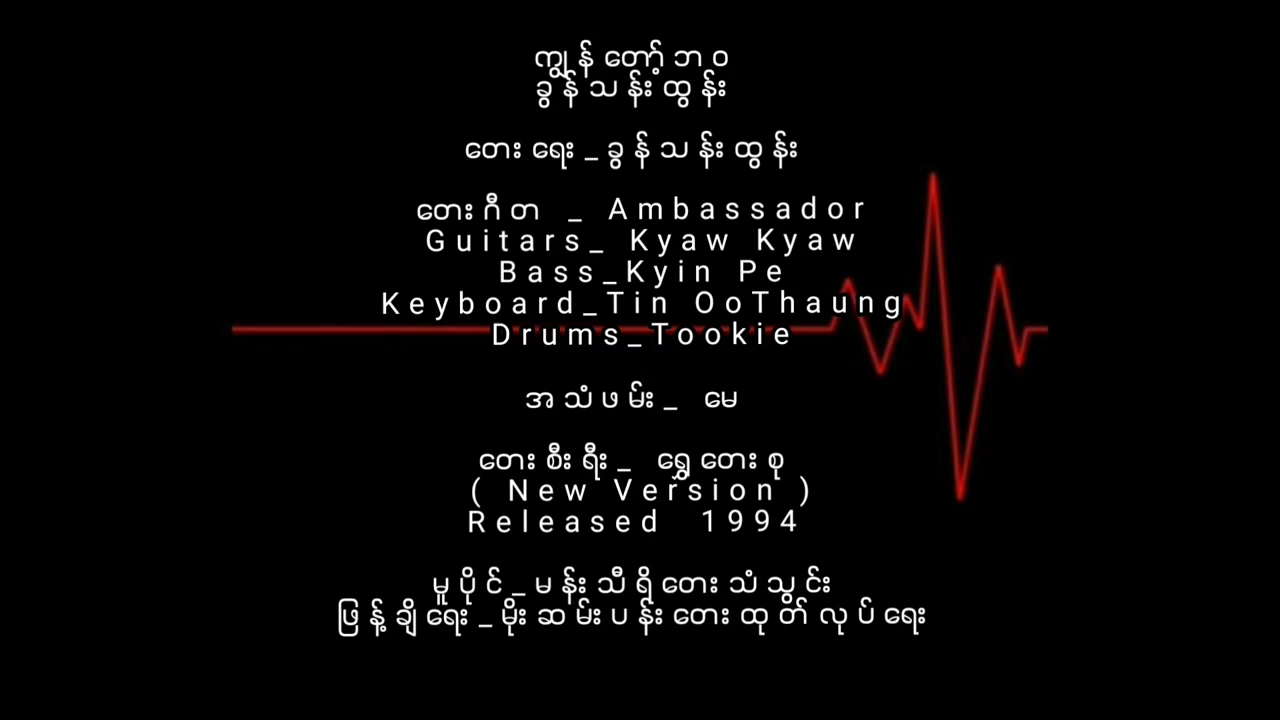 ကျွန်တော့်ဘဝ
ခွန်သန်းထွန်း
တေးရေး _ ခွန်သန်းထွန်း
တေးဂီတ _ Ambassador
Guitars_ Kyaw Kyaw
Bass_Kyin Pe
Keyboard_Tin OoThaung
Drums_Tookie
အသံဖမ်း _ မေ
တေးစီးရီး _ ရွှေတေးစု
( New Version )
Released 1994
မူပိုင် _ မန်းသီရိတေးသံသွင်း
ဖြန့်ချိရေး _ မိုးဆမ်းပန်းတေးထုတ်လုပ်ရေး